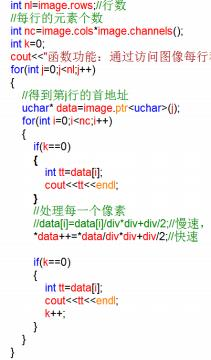 int nl=image.rows;//行数
//每行的元素个数
int nc=image.cols*image.channels();
int k=0;
cout<<"函数功能：通过访问图像每行
for(int j=0;j<nl;j++)
{
//得到第j行的首地址
uchar* data=image.ptr<uchar>(j);
for(int i=0;i<nc;i++)
{
if(k==0)
{
int tt=data[i];
cout<<tt<<endl;
}
//处理每一个像素
//data[i]=data[i]/div*div+div/2;//慢速，
*data++=*data/div*div+div/2;//快速
if(k==0)
{
int tt=data[i];
cout<<tt<<endl;
k++;
}
}
}